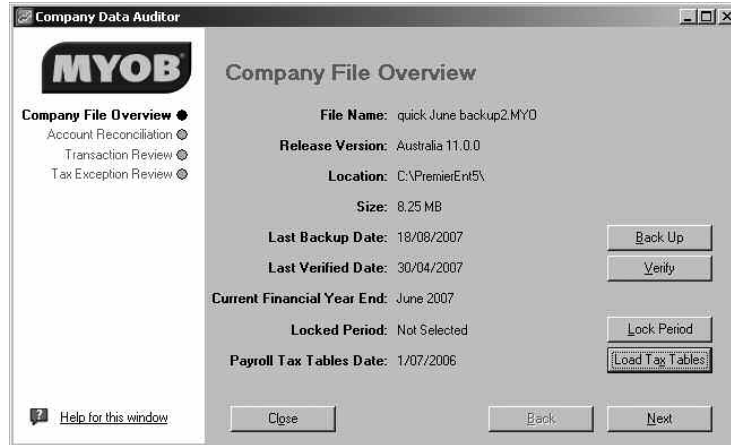 Company Data Auditor
MYOB
Company File Overview
Account Reconciliation
Transaction Review
Tax Exception Review
Help for this window
Company File Overview
File Name: quick June backup2.MYO
Release Version: Australia 11.0.0
Location: C:\PremierEnt5\
Size: 8.25 MB
Last Backup Date: 18/08/2007 Back Up
Last Verified Date: 30/04/2007 Verify
Current Financial Year End: June 2007
Locked Period: Not Selected Lock Period
Payroll Tax Tables Date: 1/07/2006 Load Tax Tables
Close Back Next